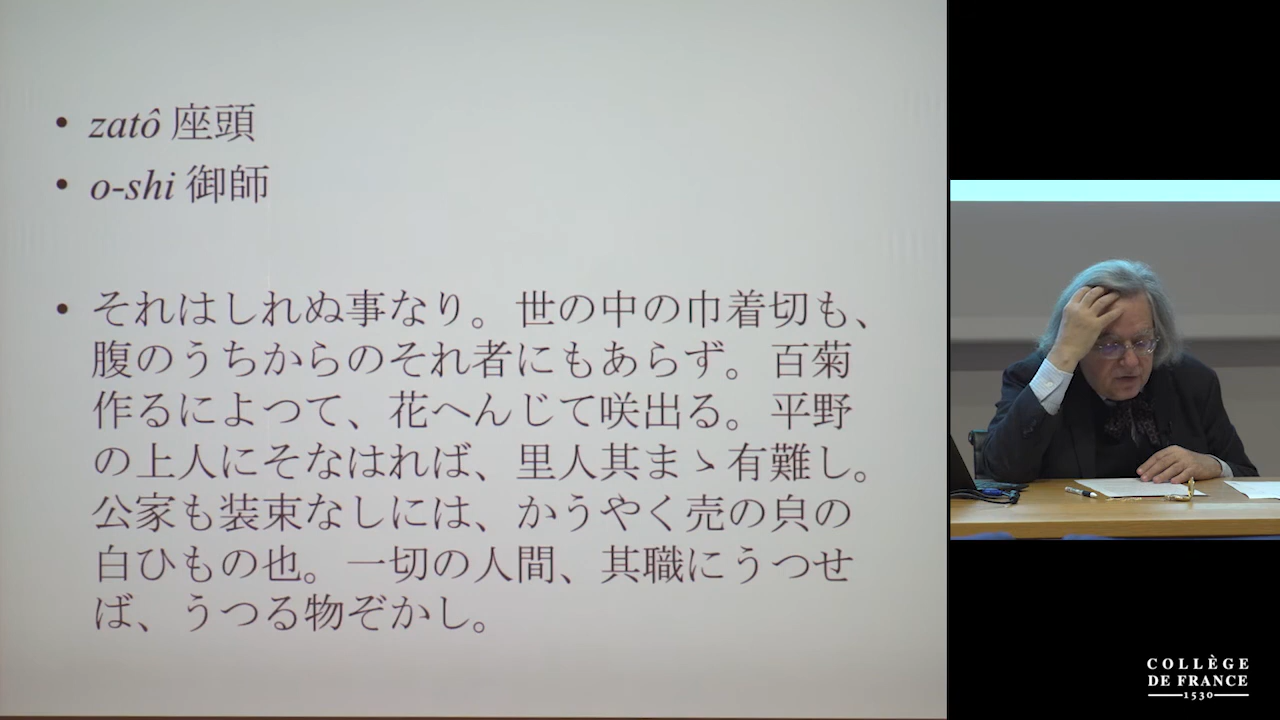 • zatô 座頭
• o-shi 御師
• それはしれぬ事なり。世の中の巾着切も、
腹のうちからのそれ者にもあらず。百菊
作るによつて、花へんじて咲出る。平野
の上人にそなはれば、里人其まゝ有難し。
公家も装束なしには、かうやく売の㒵の
白ひもの也。一切の人間、其職にうつせ
ば、うつる物ぞかし。
COLLÈGE
DE FRANCE
1530